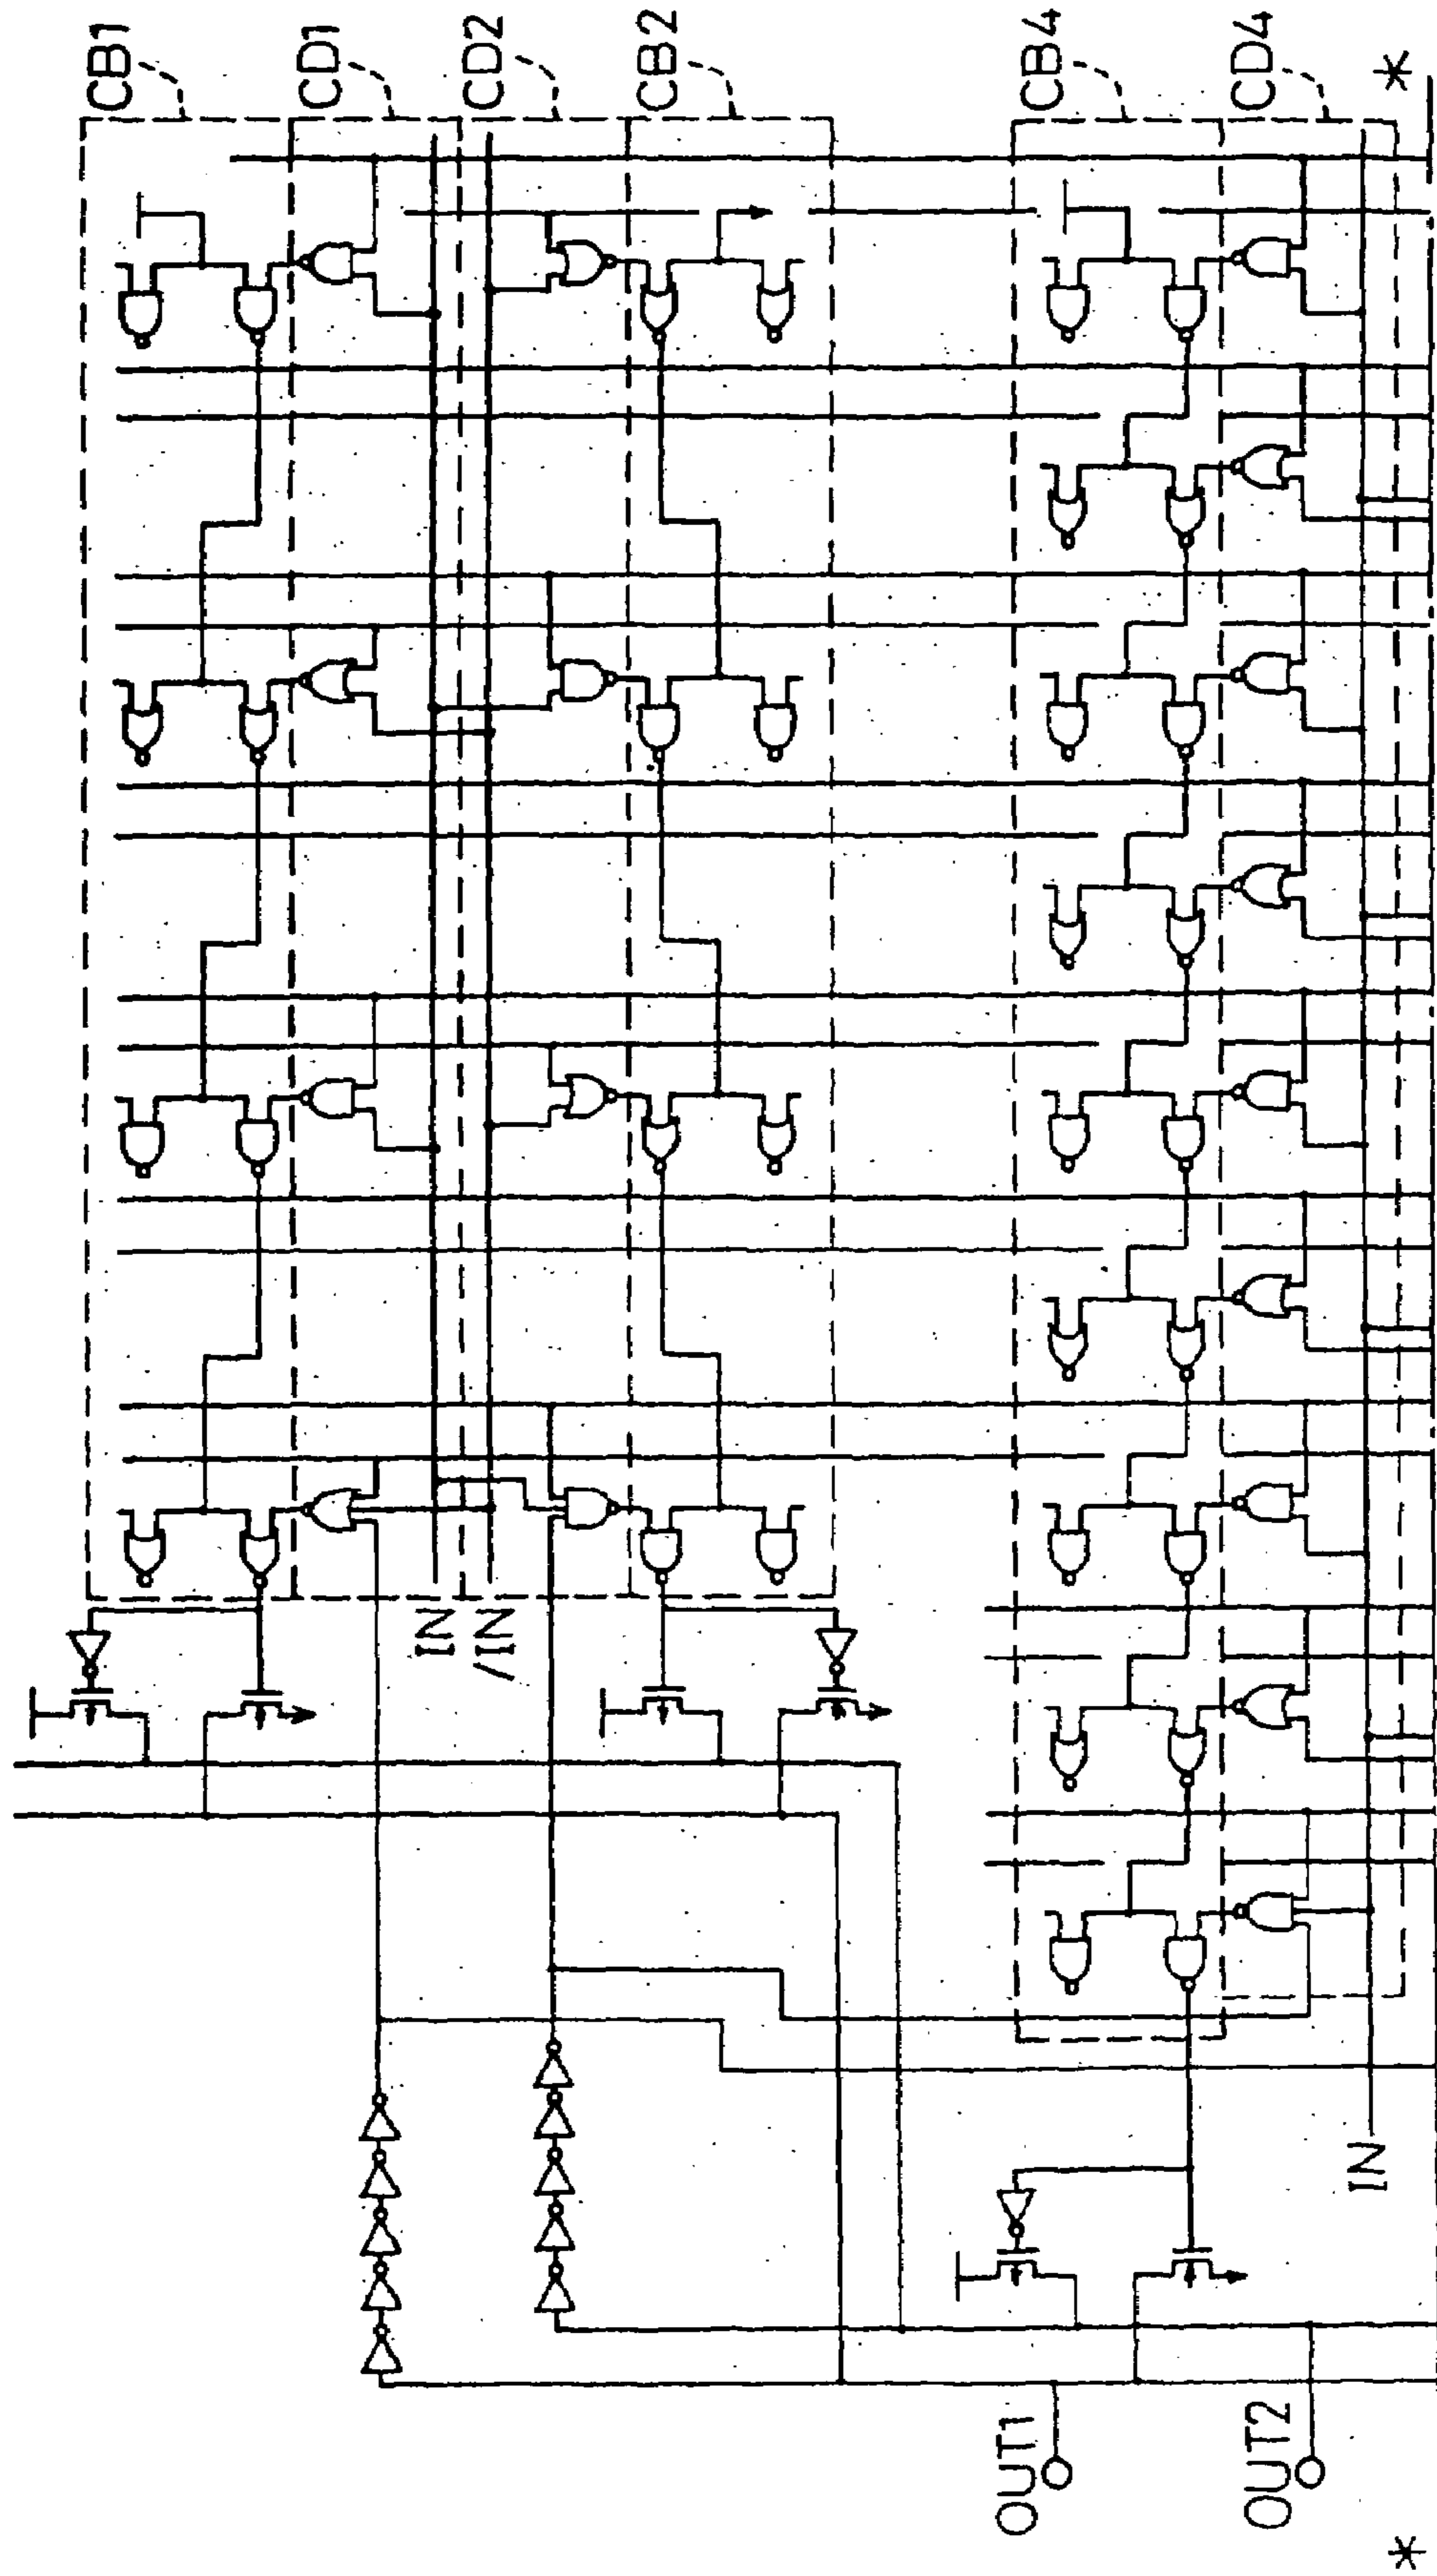 CB1
CD1
CD2
CB2
CB4
CD4
*
IN
/IN
IN
OUT1
OUT2
*